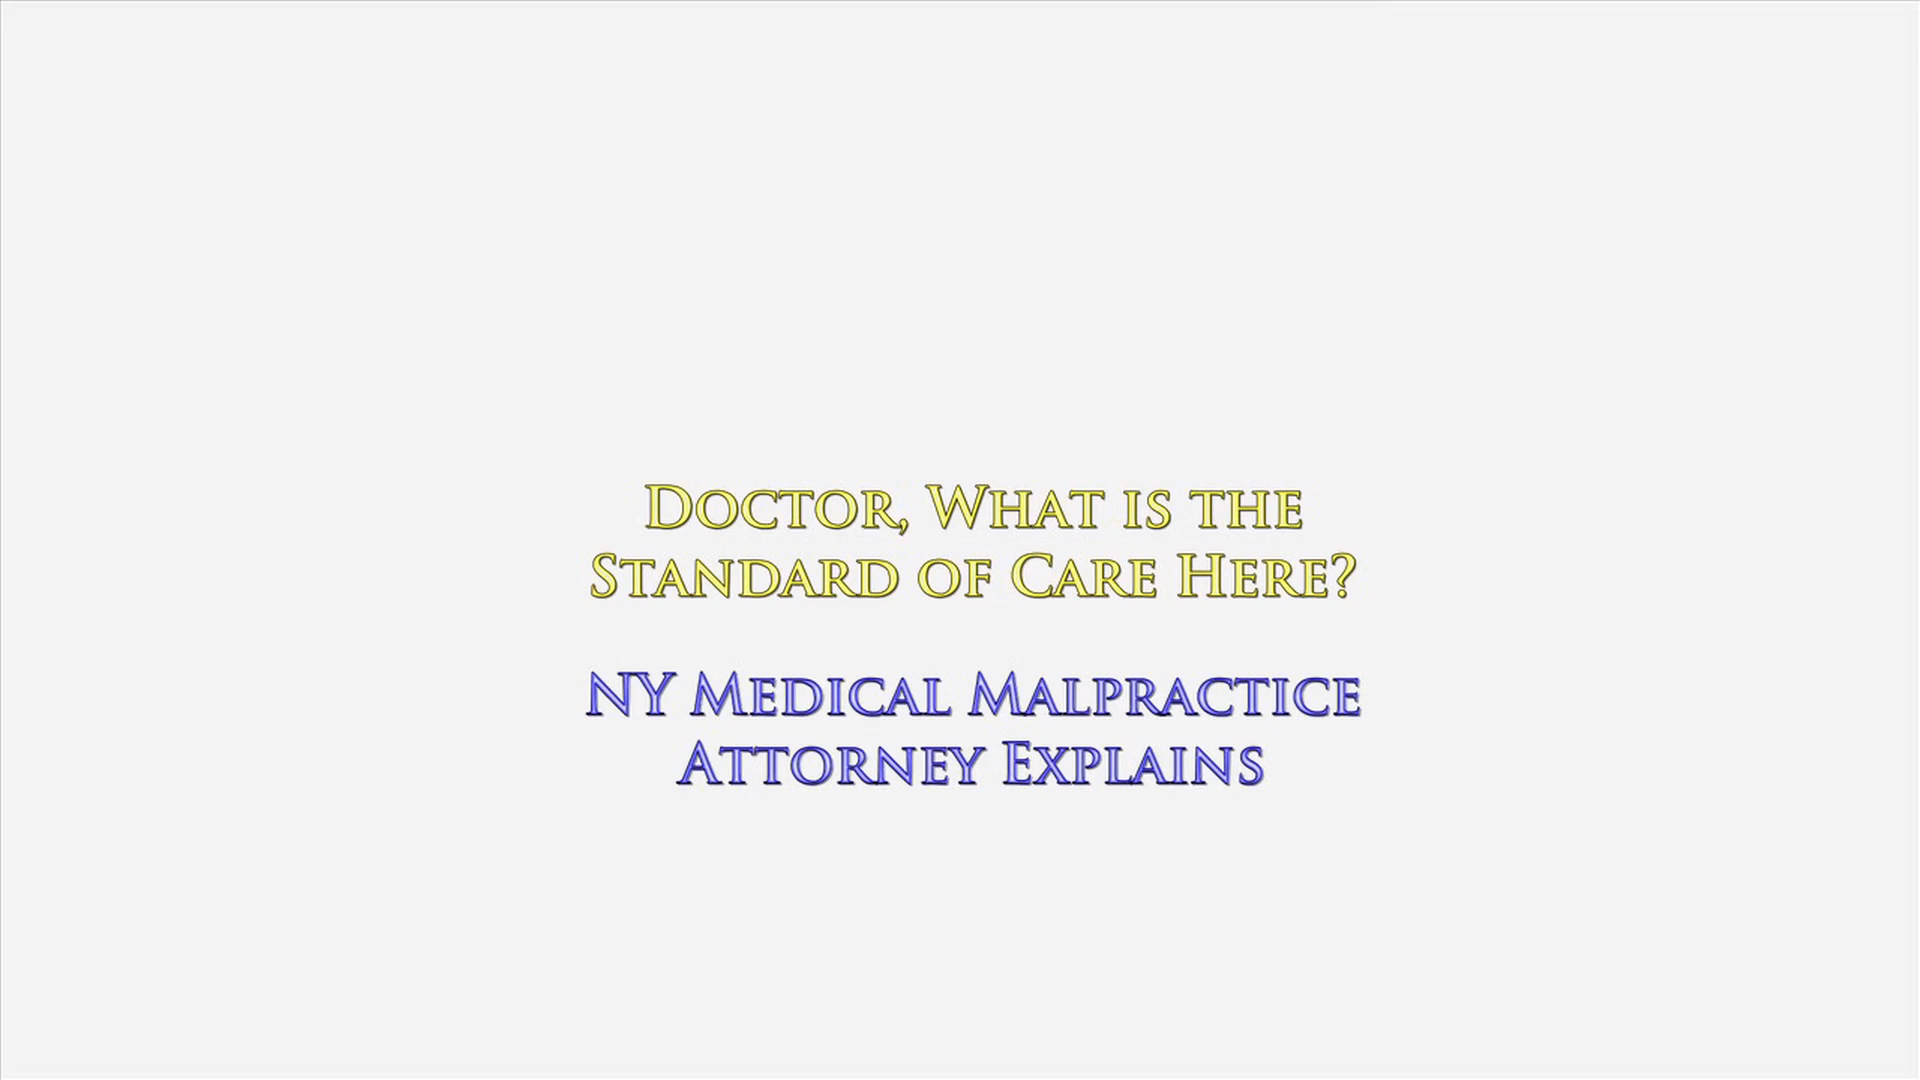 Doctor, What is the
Standard of Care Here?
NY Medical Malpractice
Attorney Explains